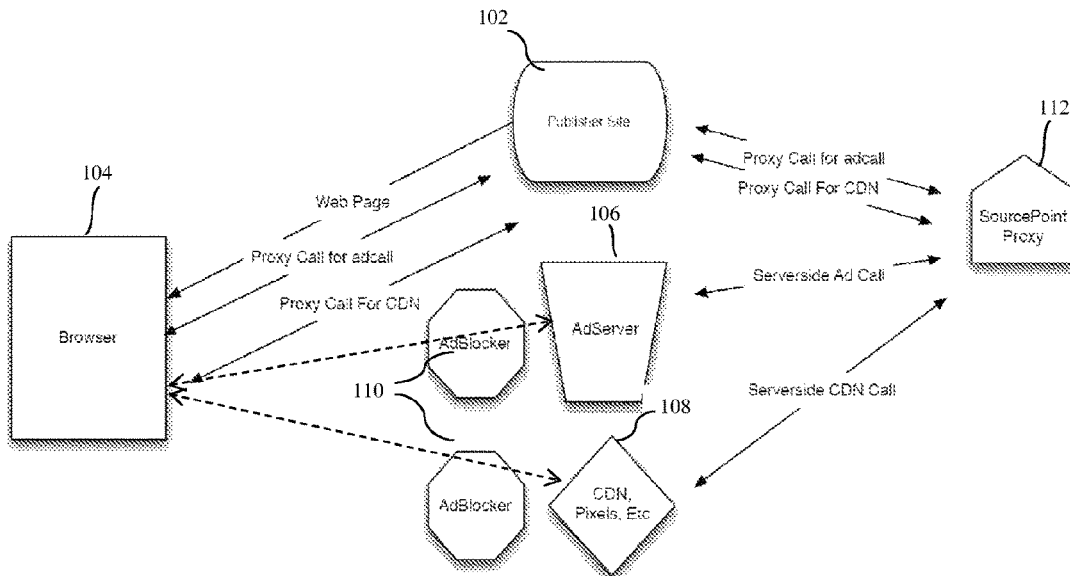 102
Publisher Site
112
Proxy Call for adcall
Proxy Call For CDN
SourcePoint
Proxy
104
Web Page
Proxy Call for adcall
Proxy Call For CDN
Browser
106
AdServer
Serverside Ad Call
AdBlocker
110
108
Serverside CDN Call
AdBlocker
CDN,
Pixels, Etc